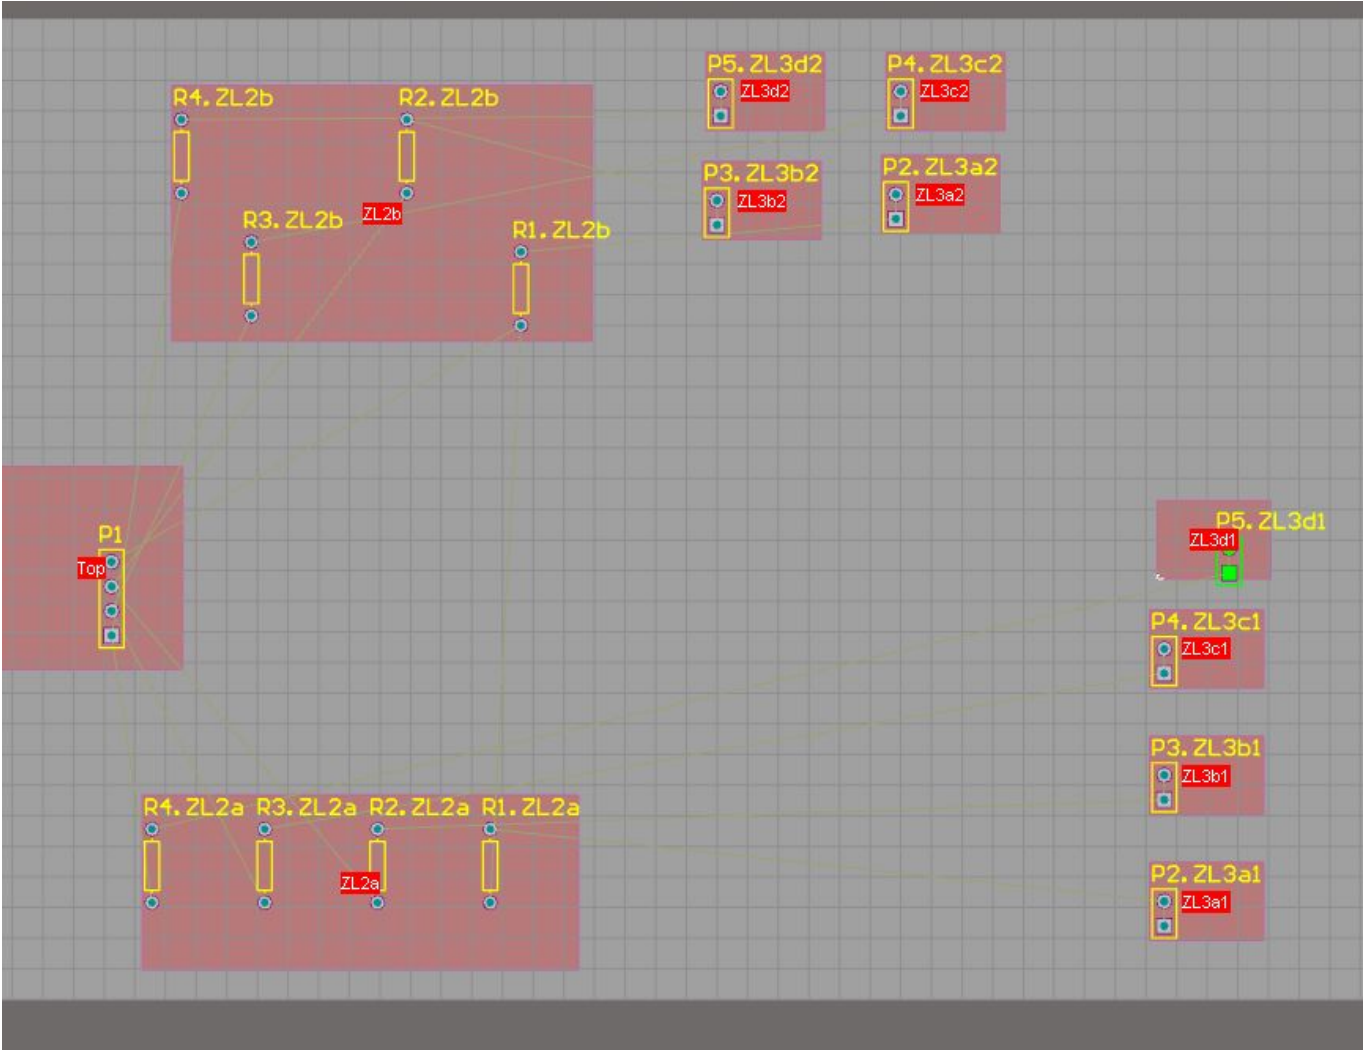 P5.ZL3d2
P4.ZL3c2
ZL3d2
ZL3c2
R4.ZL2b
R2.ZL2b
P3.ZL3b2
P2.ZL3a2
ZL3b2
ZL3a2
ZL2b
R3.ZL2b
R1.ZL2b
P1
Top
P5.ZL3d1
ZL3d1
P4.ZL3c1
ZL3c1
P3.ZL3b1
ZL3b1
R4.ZL2a
R3.ZL2a
R2.ZL2a
R1.ZL2a
ZL2a
P2.ZL3a1
ZL3a1